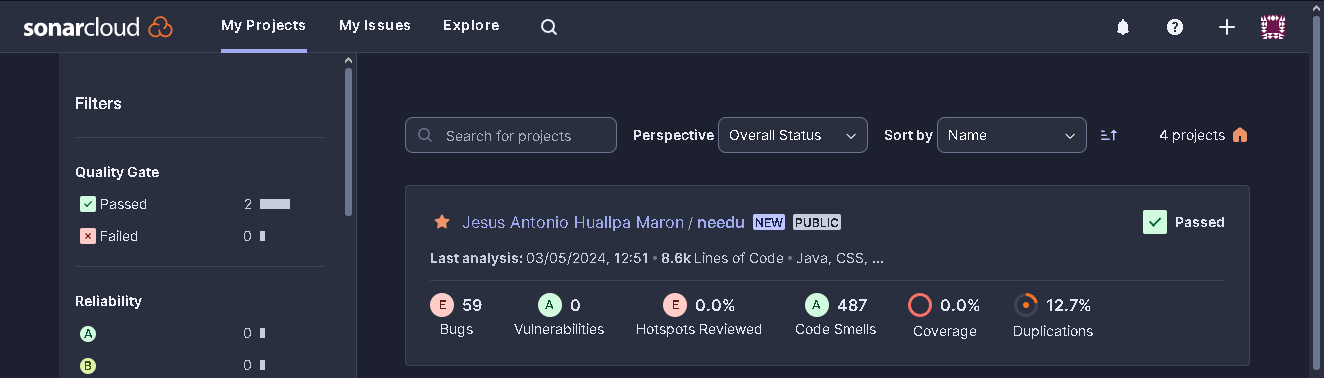 sonarcloud My Projects My Issues Explore
Filters
Quality Gate
Passed 2
Failed 0
Reliability
A 0
B 0
Search for projects Perspective Overall Status Sort by Name 4 projects
Jesus Antonio Huallpa Maron / needu NEW PUBLIC Passed
Last analysis: 03/05/2024, 12:51 • 8.6k Lines of Code • Java, CSS, ...
E 59 A 0 E 0.0% A 487 0.0% 12.7%
Bugs Vulnerabilities Hotspots Reviewed Code Smells Coverage Duplications